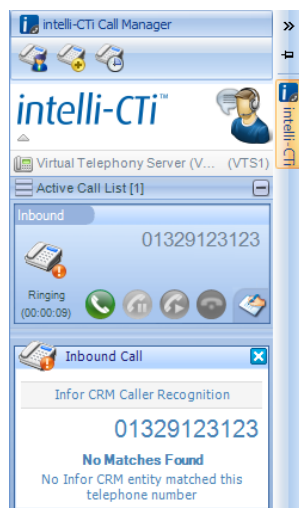 intelli-CTi Call Manager
intelli-CTi™
Virtual Telephony Server (V... (VTS1)
Active Call List [1]
Inbound
01329123123
Ringing
(00:00:09)
Inbound Call
Infor CRM Caller Recognition
01329123123
No Matches Found
No Infor CRM entity matched this
telephone number
intelli-CTi